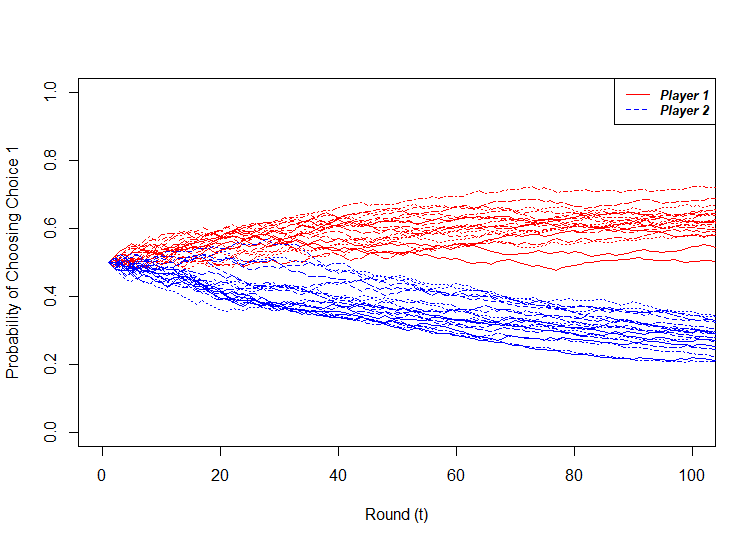 Probability of Choosing Choice 1
1.0
0.8
0.6
0.4
0.2
0.0
Player 1
Player 2
0 20 40 60 80 100
Round (t)